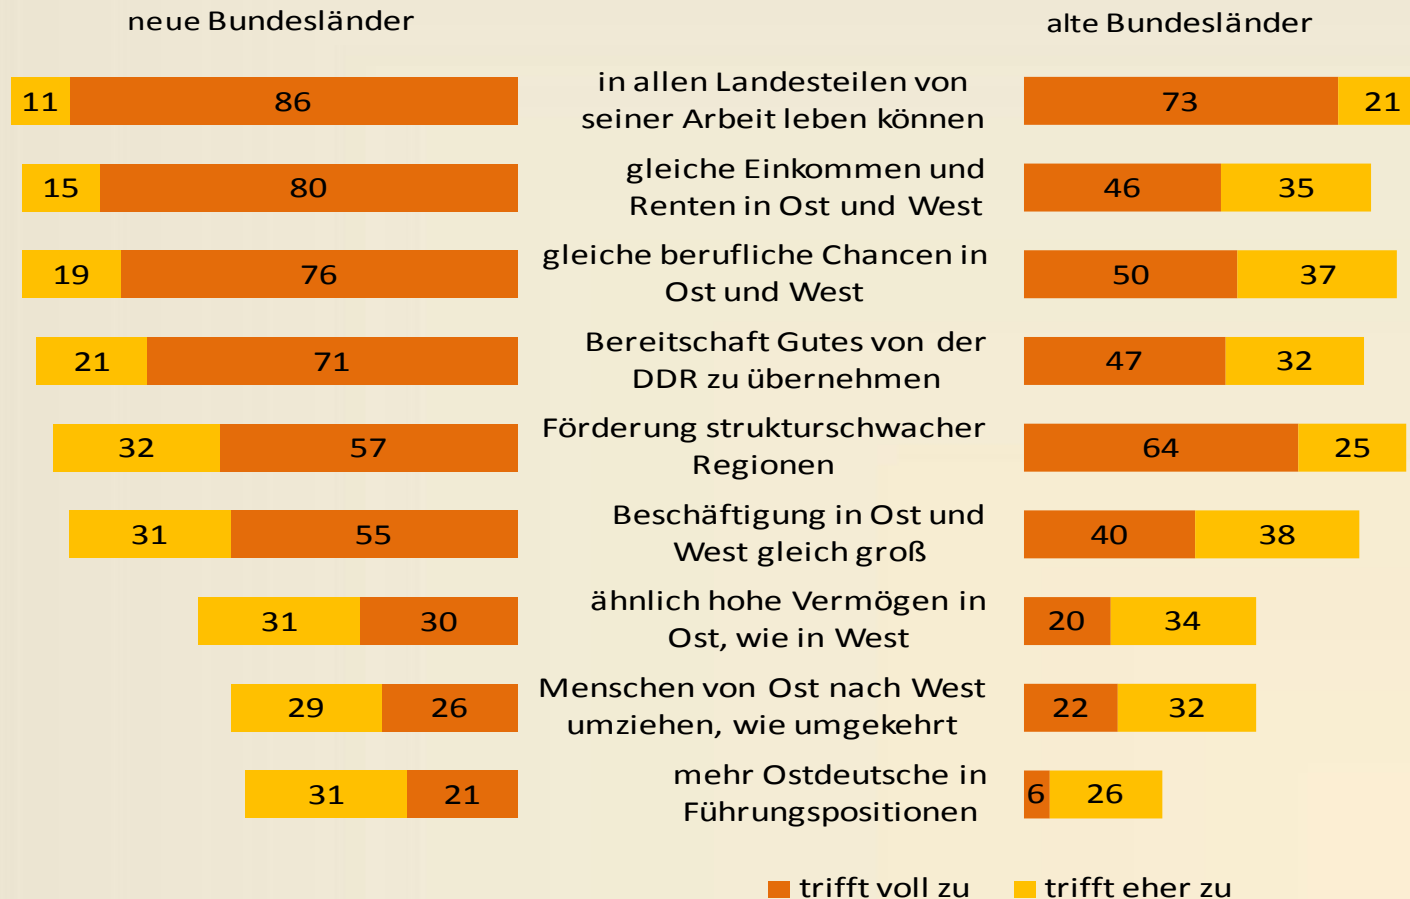 neue Bundesländer alte Bundesländer
11 86 in allen Landesteilen von seiner Arbeit leben können 73 21
15 80 gleiche Einkommen und Renten in Ost und West 46 35
19 76 gleiche berufliche Chancen in Ost und West 50 37
21 71 Bereitschaft Gutes von der DDR zu übernehmen 47 32
32 57 Förderung strukturschwacher Regionen 64 25
31 55 Beschäftigung in Ost und West gleich groß 40 38
31 30 ähnlich hohe Vermögen in Ost, wie in West 20 34
29 26 Menschen von Ost nach West umziehen, wie umgekehrt 22 32
31 21 mehr Ostdeutsche in Führungspositionen 6 26
trifft voll zu trifft eher zu